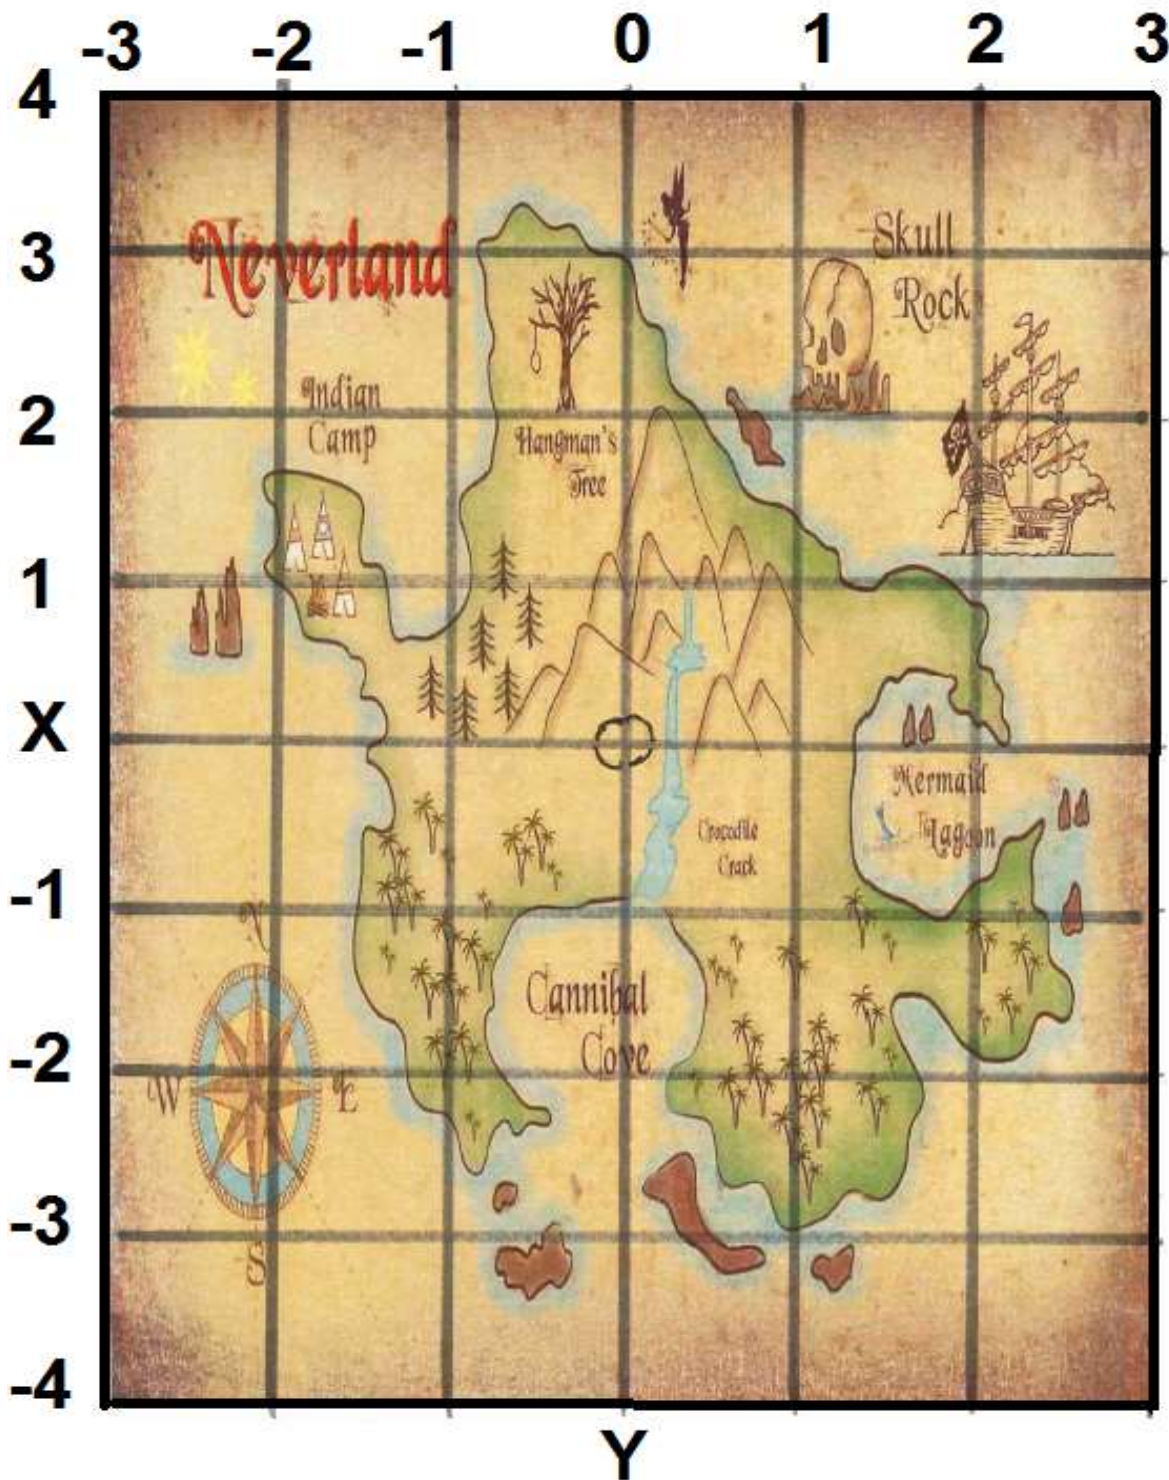 -3 -2 -1 0 1 2 3
4
3
2
1
X
-1
-2
-3
-4
Y
Neverland
Skull
Rock
Indian
Camp
Hangman's
Tree
Mermaid
Lagoon
Crocodile
Crack
Cannibal
Cove
N
W E
S